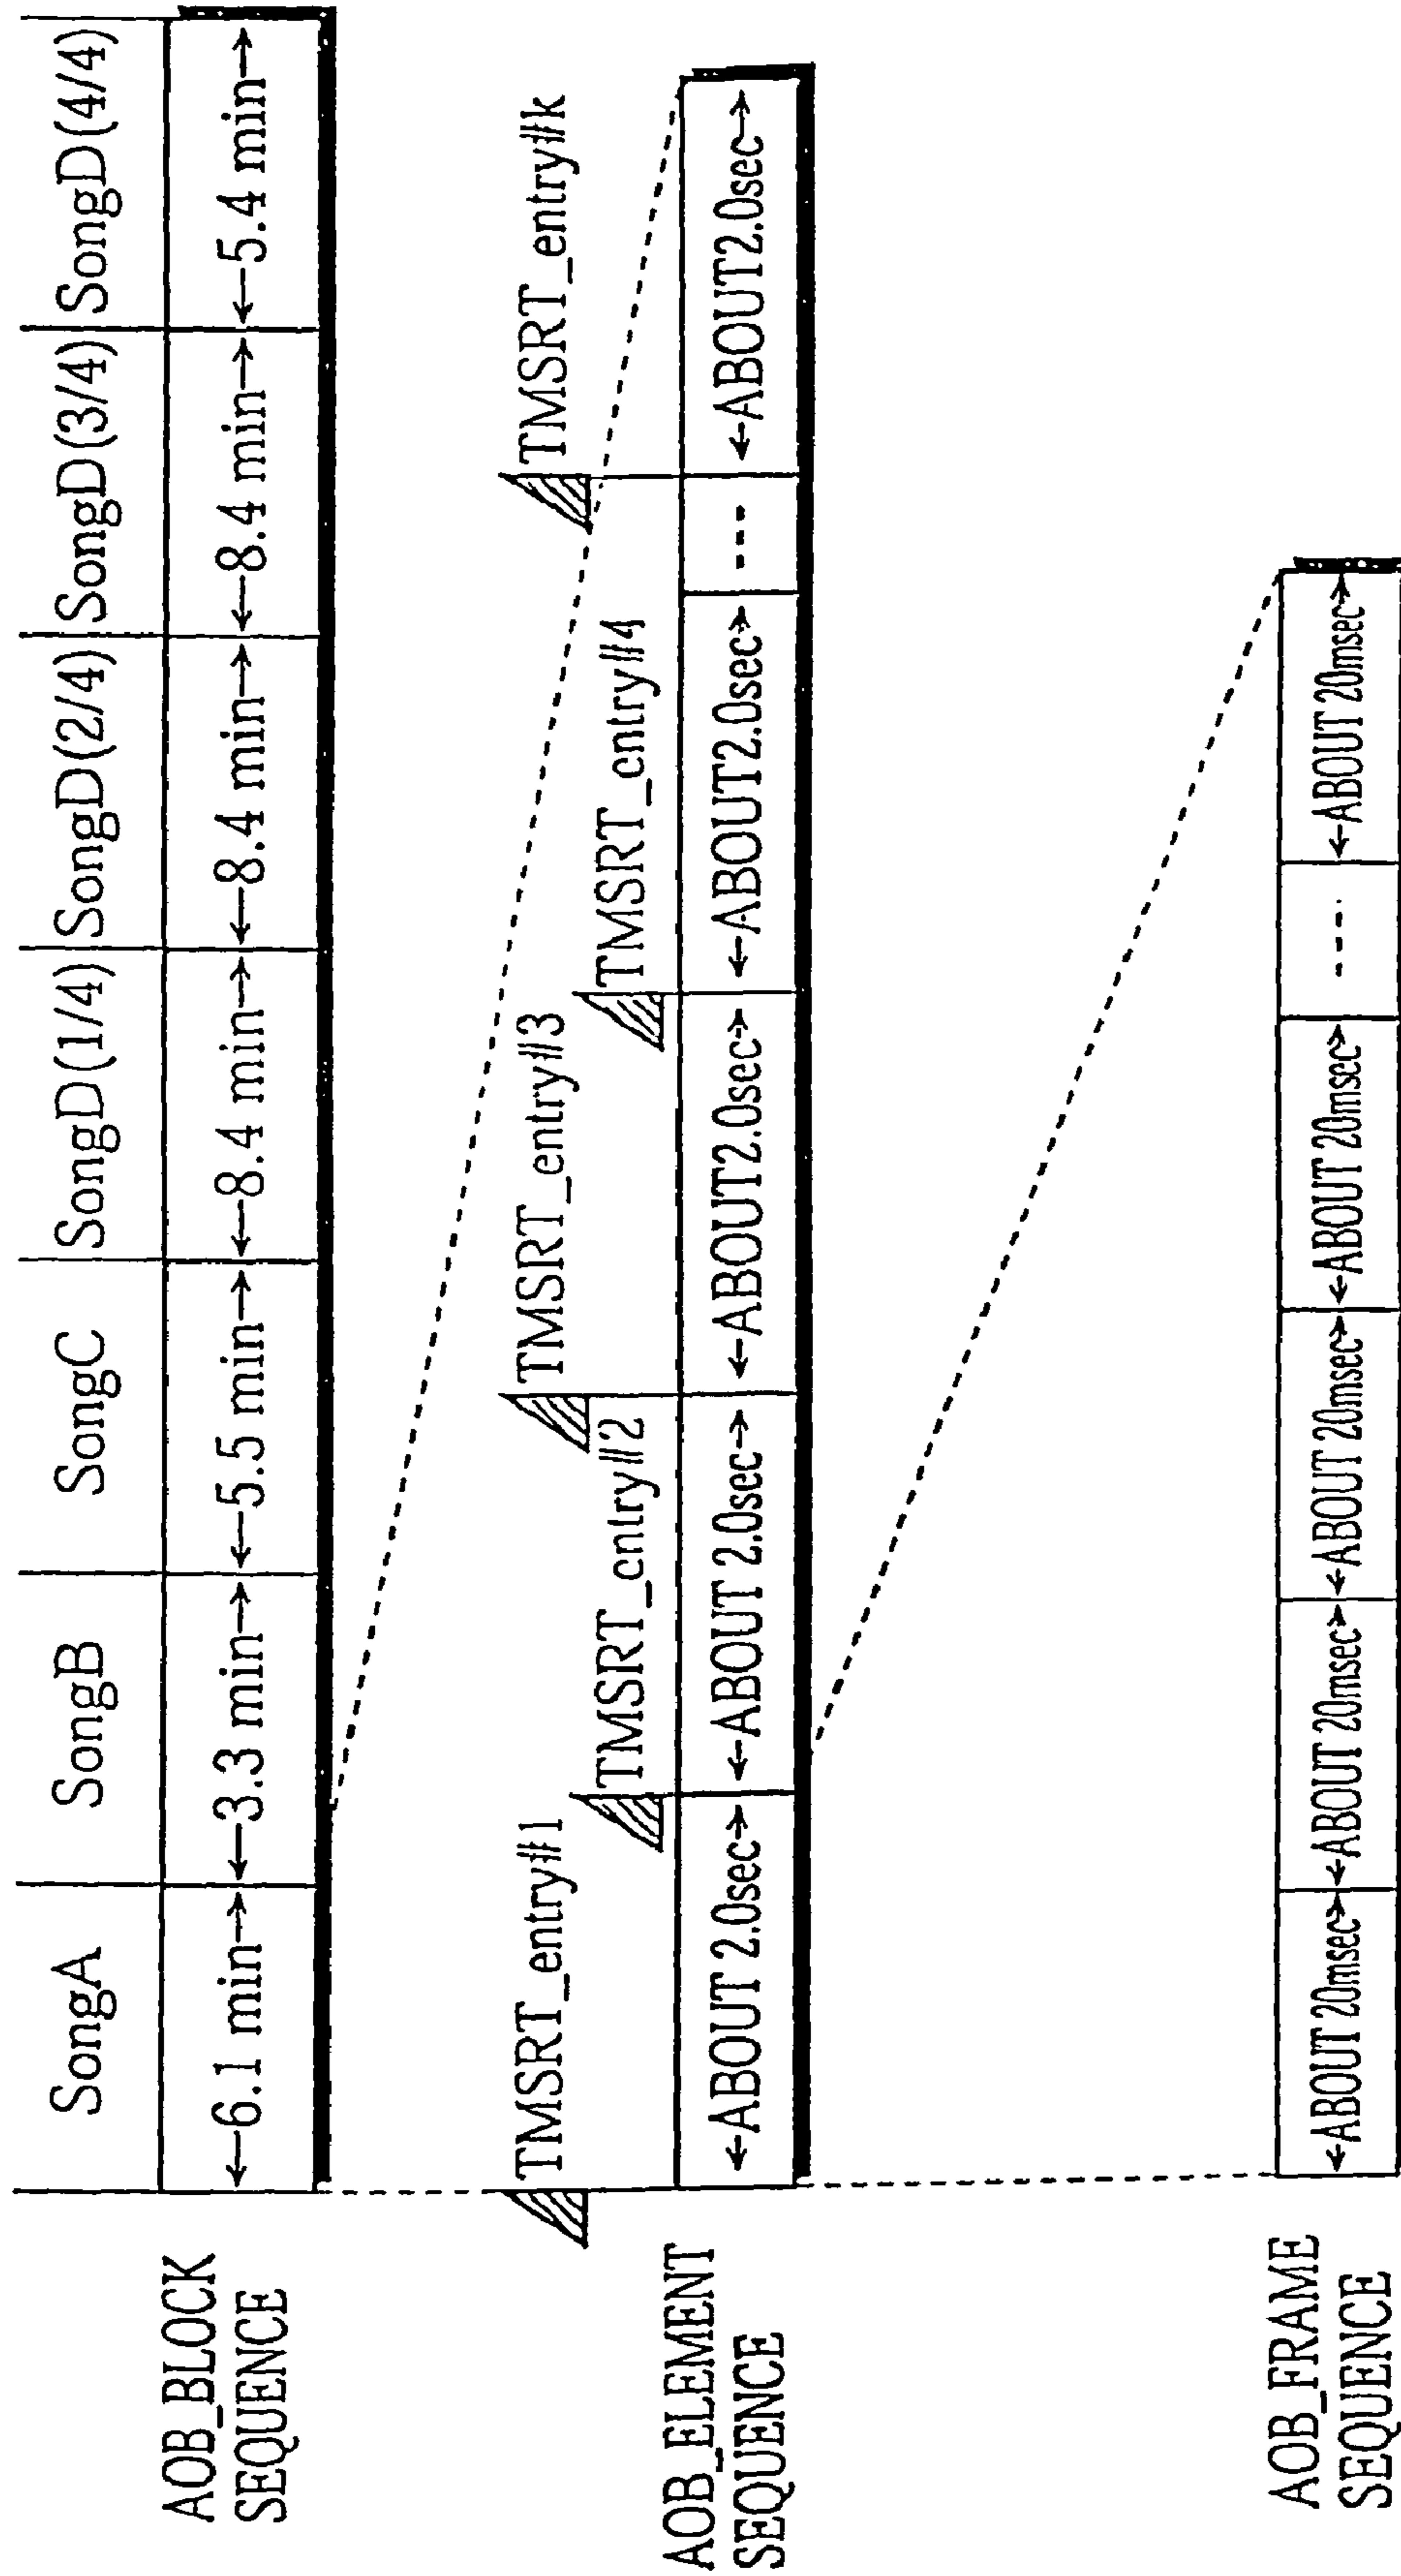 SongA SongB SongC SongD(1/4) SongD(2/4) SongD(3/4) SongD(4/4)
AOB_BLOCK
SEQUENCE
6.1 min 3.3 min 5.5 min 8.4 min 8.4 min 8.4 min 5.4 min
TMSRT_entry#1 TMSRT_entry#3 TMSRT_entry#k
TMSRT_entry#2 TMSRT_entry#4
AOB_ELEMENT
SEQUENCE
ABOUT 2.0sec ABOUT 2.0sec ABOUT2.0sec ABOUT2.0sec --- ABOUT2.0sec
AOB_FRAME
SEQUENCE
ABOUT 20msec ABOUT 20msec ABOUT 20msec ABOUT 20msec --- ABOUT 20msec